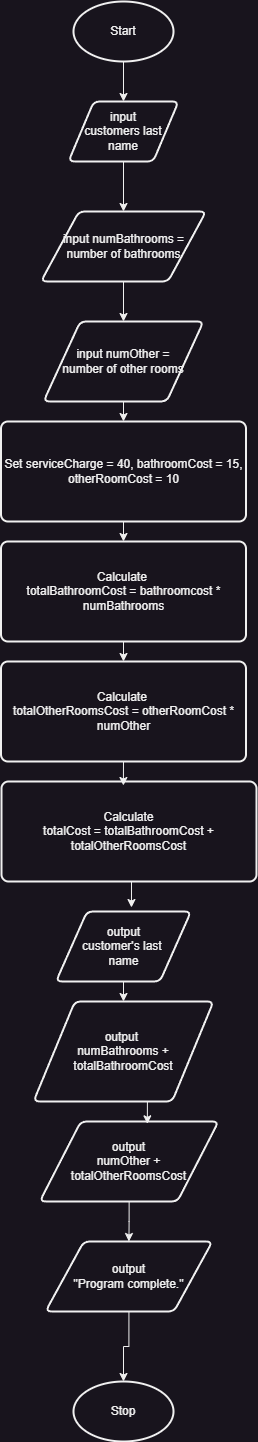 Start
input
customers last
name
input numBathrooms =
number of bathrooms
input numOther =
number of other rooms
Set serviceCharge = 40, bathroomCost = 15,
otherRoomCost = 10
Calculate
totalBathroomCost = bathroomcost *
numBathrooms
Calculate
totalOtherRoomsCost = otherRoomCost *
numOther
Calculate
totalCost = totalBathroomCost +
totalOtherRoomsCost
output
customer's last
name
output
numBathrooms +
totalBathroomCost
output
numOther +
totalOtherRoomsCost
output
"Program complete."
Stop